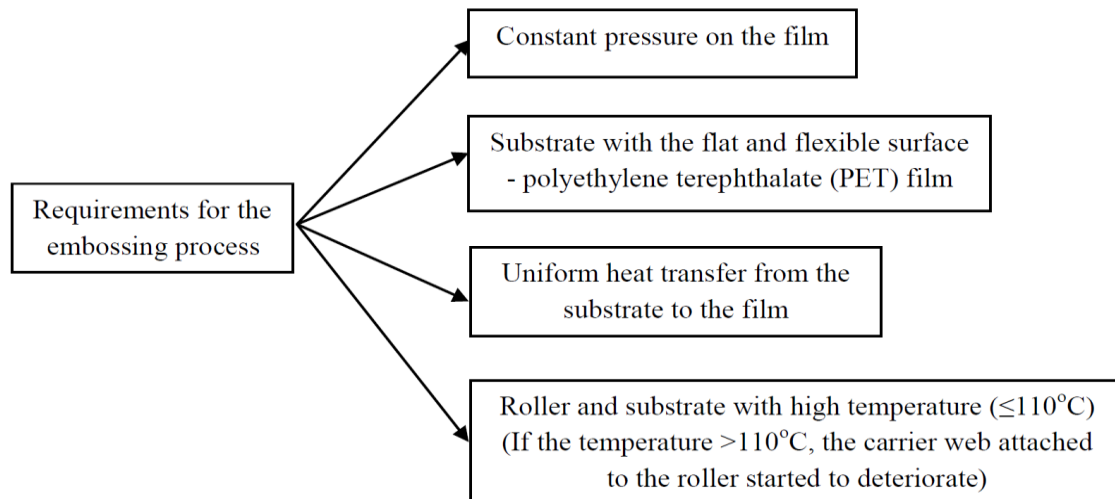 Constant pressure on the film
Substrate with the flat and flexible surface
- polyethylene terephthalate (PET) film
Requirements for the
embossing process
Uniform heat transfer from the
substrate to the film
Roller and substrate with high temperature (≤110°C)
(If the temperature >110°C, the carrier web attached
to the roller started to deteriorate)